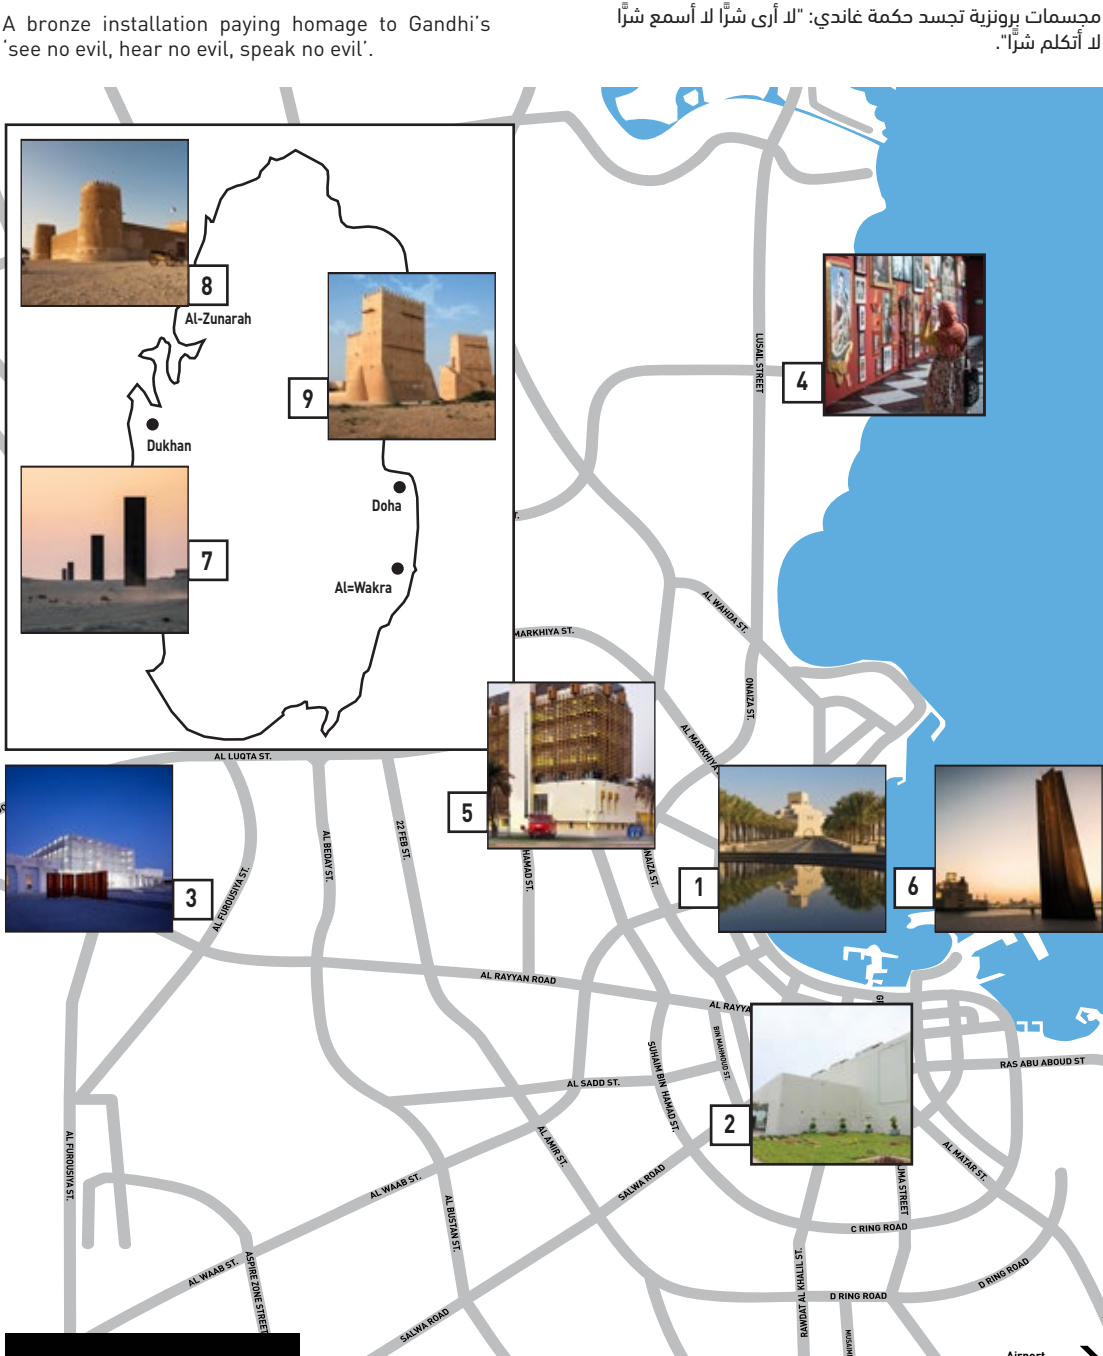 A bronze installation paying homage to Gandhi's
'see no evil, hear no evil, speak no evil'.
مجسمات برونزية تجسد حكمة غاندي: "لا أرى شرًّا لا أسمع شرًّا
لا أتكلم شرًّا".
8
Al-Zunarah
9
Dukhan
Doha
7
Al=Wakra
4
LUSAIL STREET
T.
AL WAHDA ST.
MARKHIYA ST.
ONAIZA ST.
AL MARKHIYA
AL LUQTA ST.
5
AL BEDAY ST.
22 FEB ST.
HAMAD ST.
NAIZA ST.
3
AL FUROUSIYA ST.
1
6
AL RAYYAN ROAD
AL RAYYA
GR
BIN MAHMOUD ST.
SUHAIM BIN HAMAD ST.
RAS ABU ABOUD ST
AL SADD ST.
2
AL FUROUSIYA ST.
AL AMIR ST.
AL MATAR ST.
AL WAAB ST.
SALWA ROAD
UMA STREET
AL BUSTAN ST.
C RING ROAD
AL WAAB ST.
ASPIRE ZONE STREET
RAWDAT AL KHALIL ST.
D RING ROAD
D RING ROAD
SALWA ROAD
MUSAIM
Airport